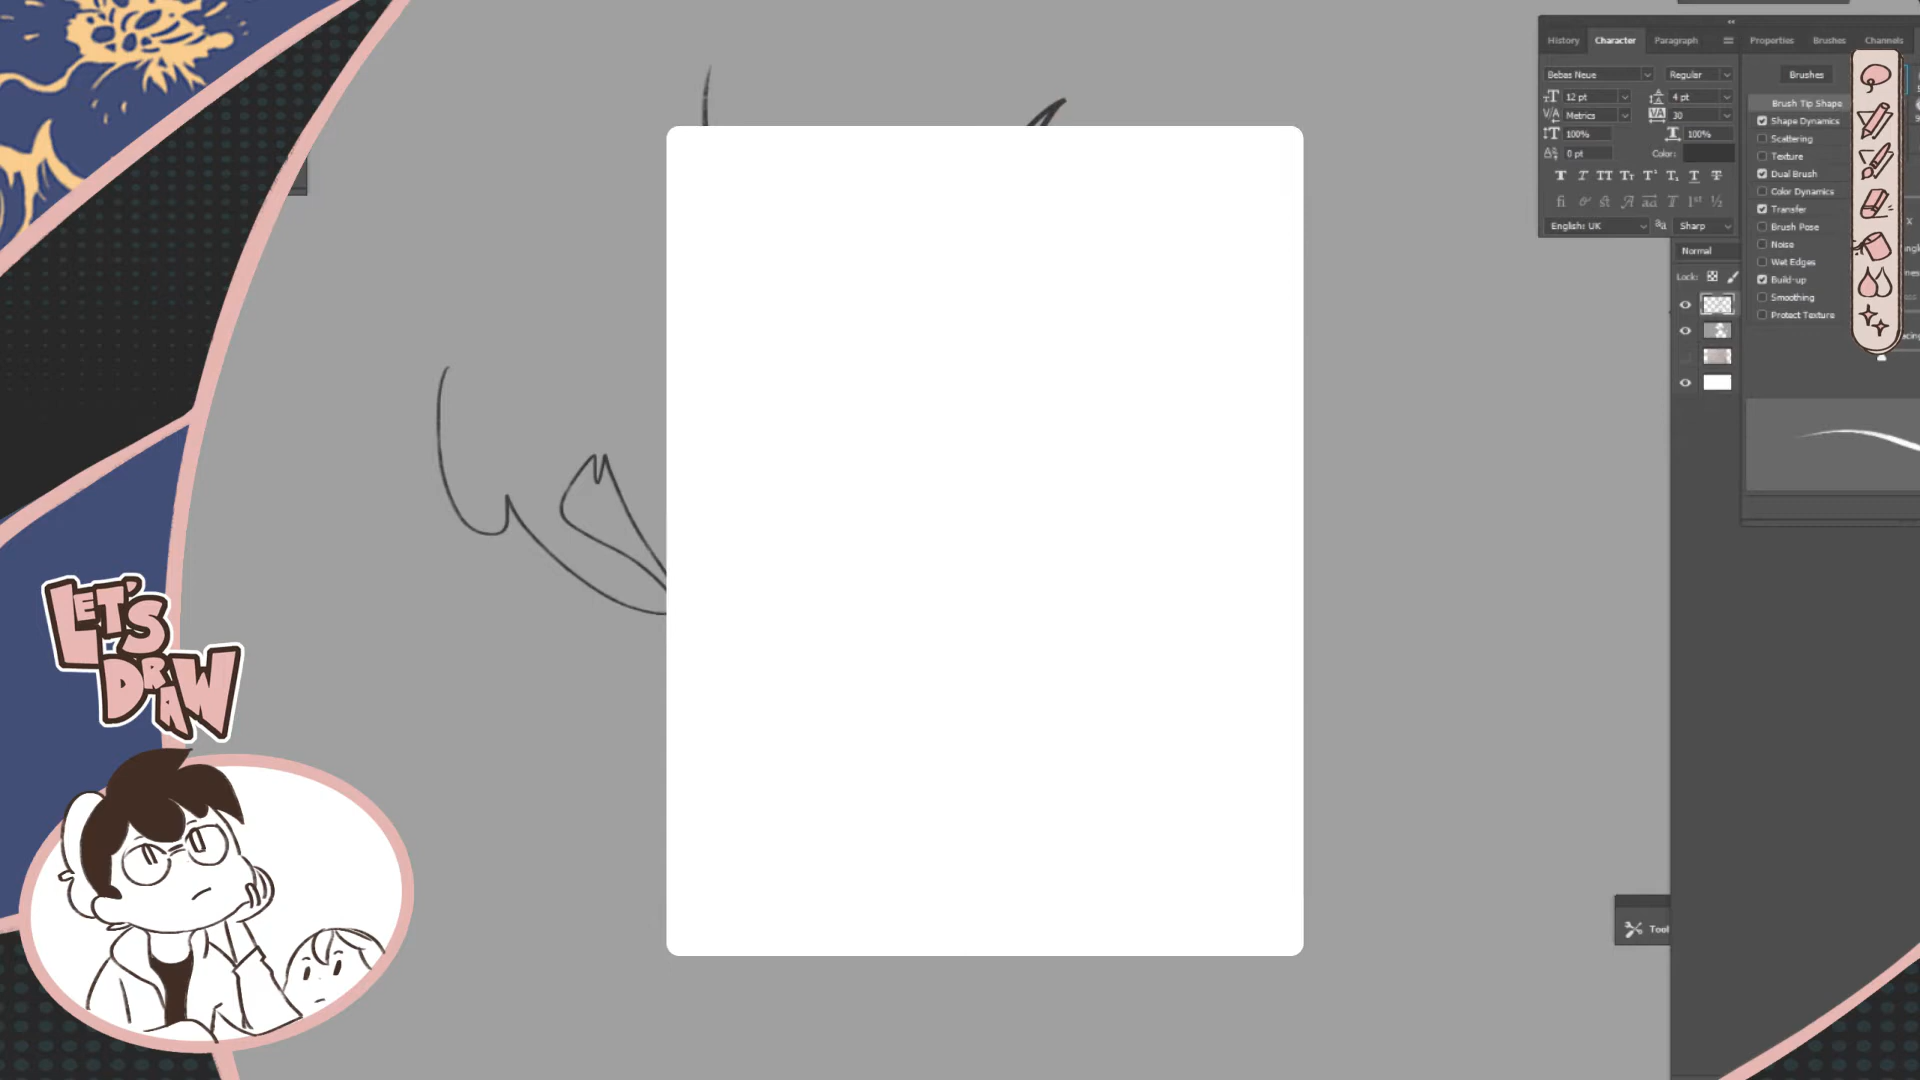 History Character Paragraph
Properties Brushes Channels
Bebas Neue Regular
12 pt 4 pt
Metrics 30
100% 100%
0 pt Color:
English: UK Sharp
Brushes
Brush Tip Shape
Shape Dynamics
Scattering
Texture
Dual Brush
Color Dynamics
Transfer
Brush Pose
Noise
Wet Edges
Build-up
Smoothing
Protect Texture
Normal
Lock:
LET'S
DRAW
Tool